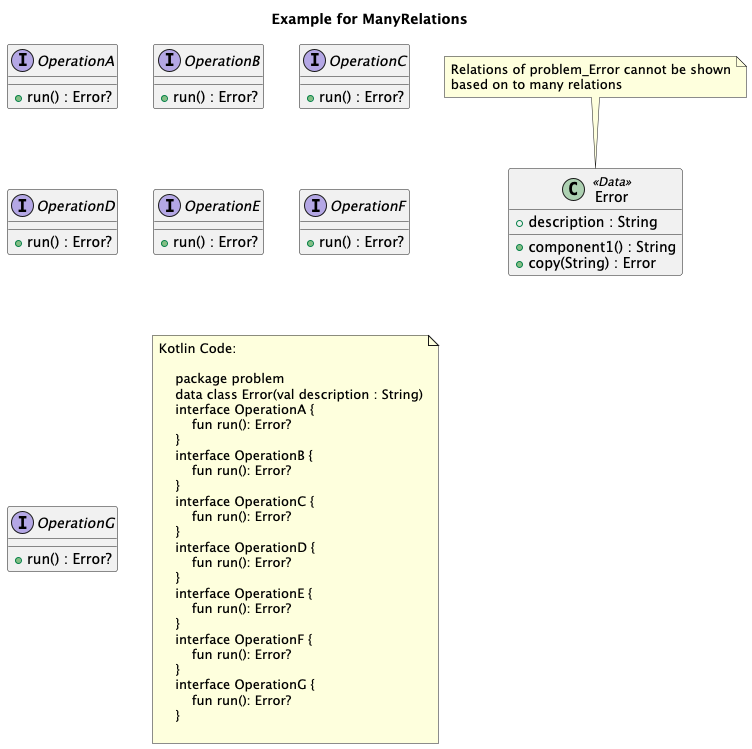 Example for ManyRelations
I OperationA
run() : Error?
I OperationB
run() : Error?
I OperationC
run() : Error?
Relations of problem_Error cannot be shown
based on to many relations
I OperationD
run() : Error?
I OperationE
run() : Error?
I OperationF
run() : Error?
C «Data»
Error
description : String
component1() : String
copy(String) : Error
I OperationG
run() : Error?
Kotlin Code:
package problem
data class Error(val description : String)
interface OperationA {
fun run(): Error?
}
interface OperationB {
fun run(): Error?
}
interface OperationC {
fun run(): Error?
}
interface OperationD {
fun run(): Error?
}
interface OperationE {
fun run(): Error?
}
interface OperationF {
fun run(): Error?
}
interface OperationG {
fun run(): Error?
}